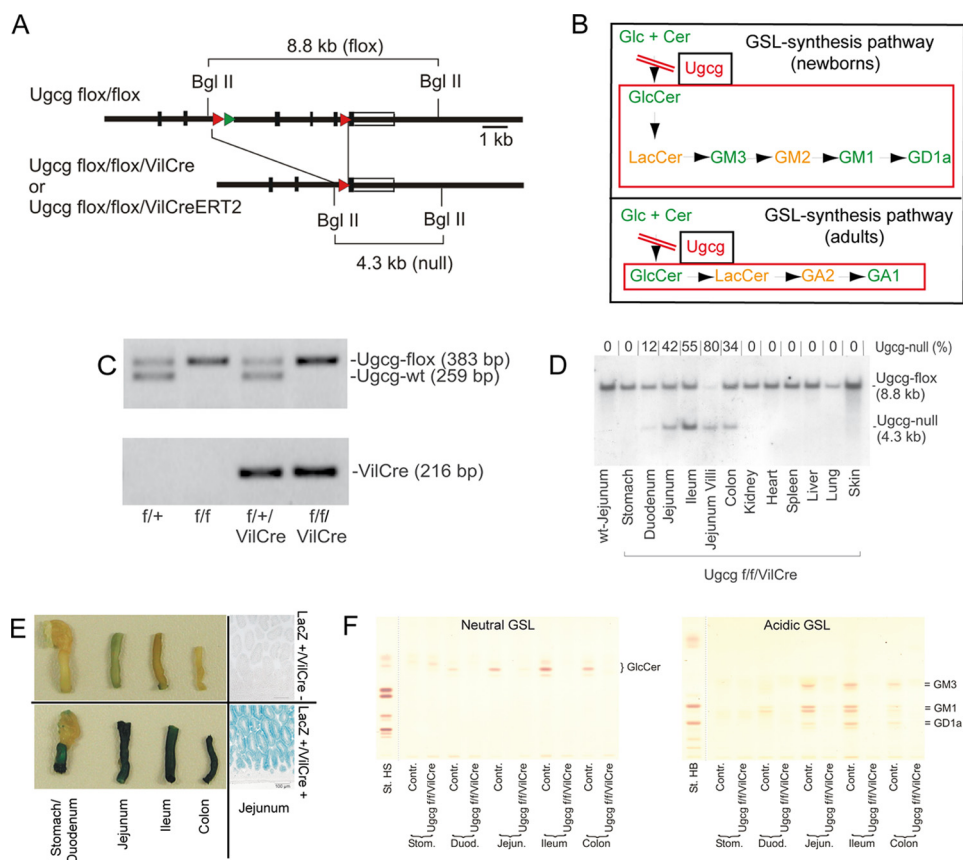 A
8.8 kb (flox)
Bgl II Bgl II
Ugcg flox/flox
1 kb
Ugcg flox/flox/VilCre
or
Ugcg flox/flox/VilCreERT2
Bgl II Bgl II
4.3 kb (null)
B
Glc + Cer
GSL-synthesis pathway
(newborns)
Ugcg
GlcCer
LacCer GM3 GM2 GM1 GD1a
Glc + Cer
GSL-synthesis pathway
(adults)
Ugcg
GlcCer LacCer GA2 GA1
C
-Ugcg-flox (383 bp)
-Ugcg-wt (259 bp)
-VilCre (216 bp)
f/+ f/f f/+/ f/f/
VilCre VilCre
D
0 0 12 42 55 80 34 0 0 0 0 0 0 Ugcg-null (%)
Ugcg-flox
(8.8 kb)
Ugcg-null
(4.3 kb)
wt-Jejunum
Stomach
Duodenum
Jejunum
Ileum
Jejunum Villi
Colon
Kidney
Heart
Spleen
Liver
Lung
Skin
Ugcg f/f/VilCre
E
LacZ +/VilCre -
LacZ +/VilCre +
100 µm
Stomach/
Duodenum
Jejunum
Ileum
Colon
Jejunum
F
Neutral GSL
} GlcCer
St. HS
Contr.
Ugcg f/f/VilCre
Contr.
Ugcg f/f/VilCre
Contr.
Ugcg f/f/VilCre
Contr.
Ugcg f/f/VilCre
Contr.
Ugcg f/f/VilCre
Stom. Duod. Jejun. Ileum Colon
Acidic GSL
= GM3
= GM1
= GD1a
St. HB
Contr.
Ugcg f/f/VilCre
Contr.
Ugcg f/f/VilCre
Contr.
Ugcg f/f/VilCre
Contr.
Ugcg f/f/VilCre
Contr.
Ugcg f/f/VilCre
Stom. Duod. Jejun. Ileum Colon